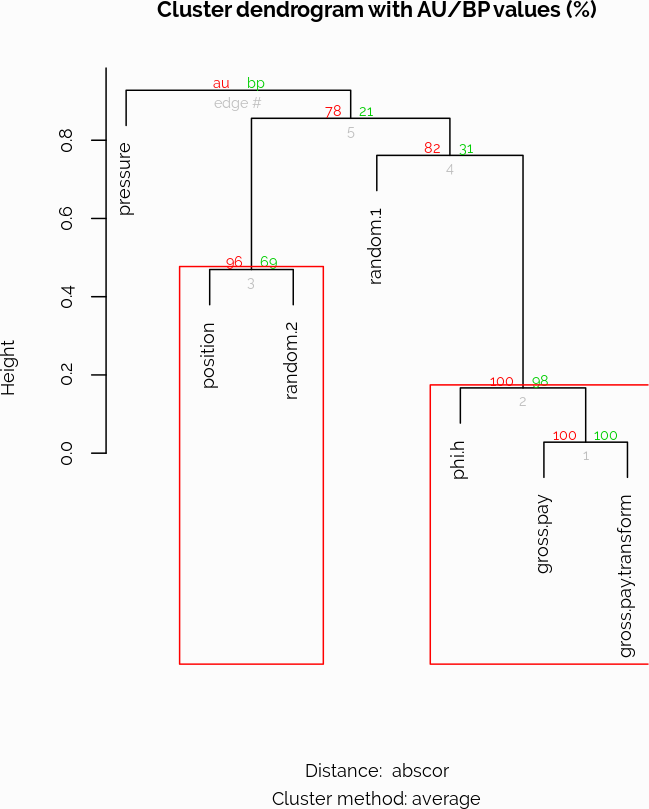 Cluster dendrogram with AU/BP values (%)
au bp
edge #
78 21
5
82 31
4
96 69
3
100 98
2
100 100
1
pressure
random.1
position
random.2
phi.h
gross.pay
gross.pay.transform
Height
0.8
0.6
0.4
0.2
0.0
Distance: abscor
Cluster method: average